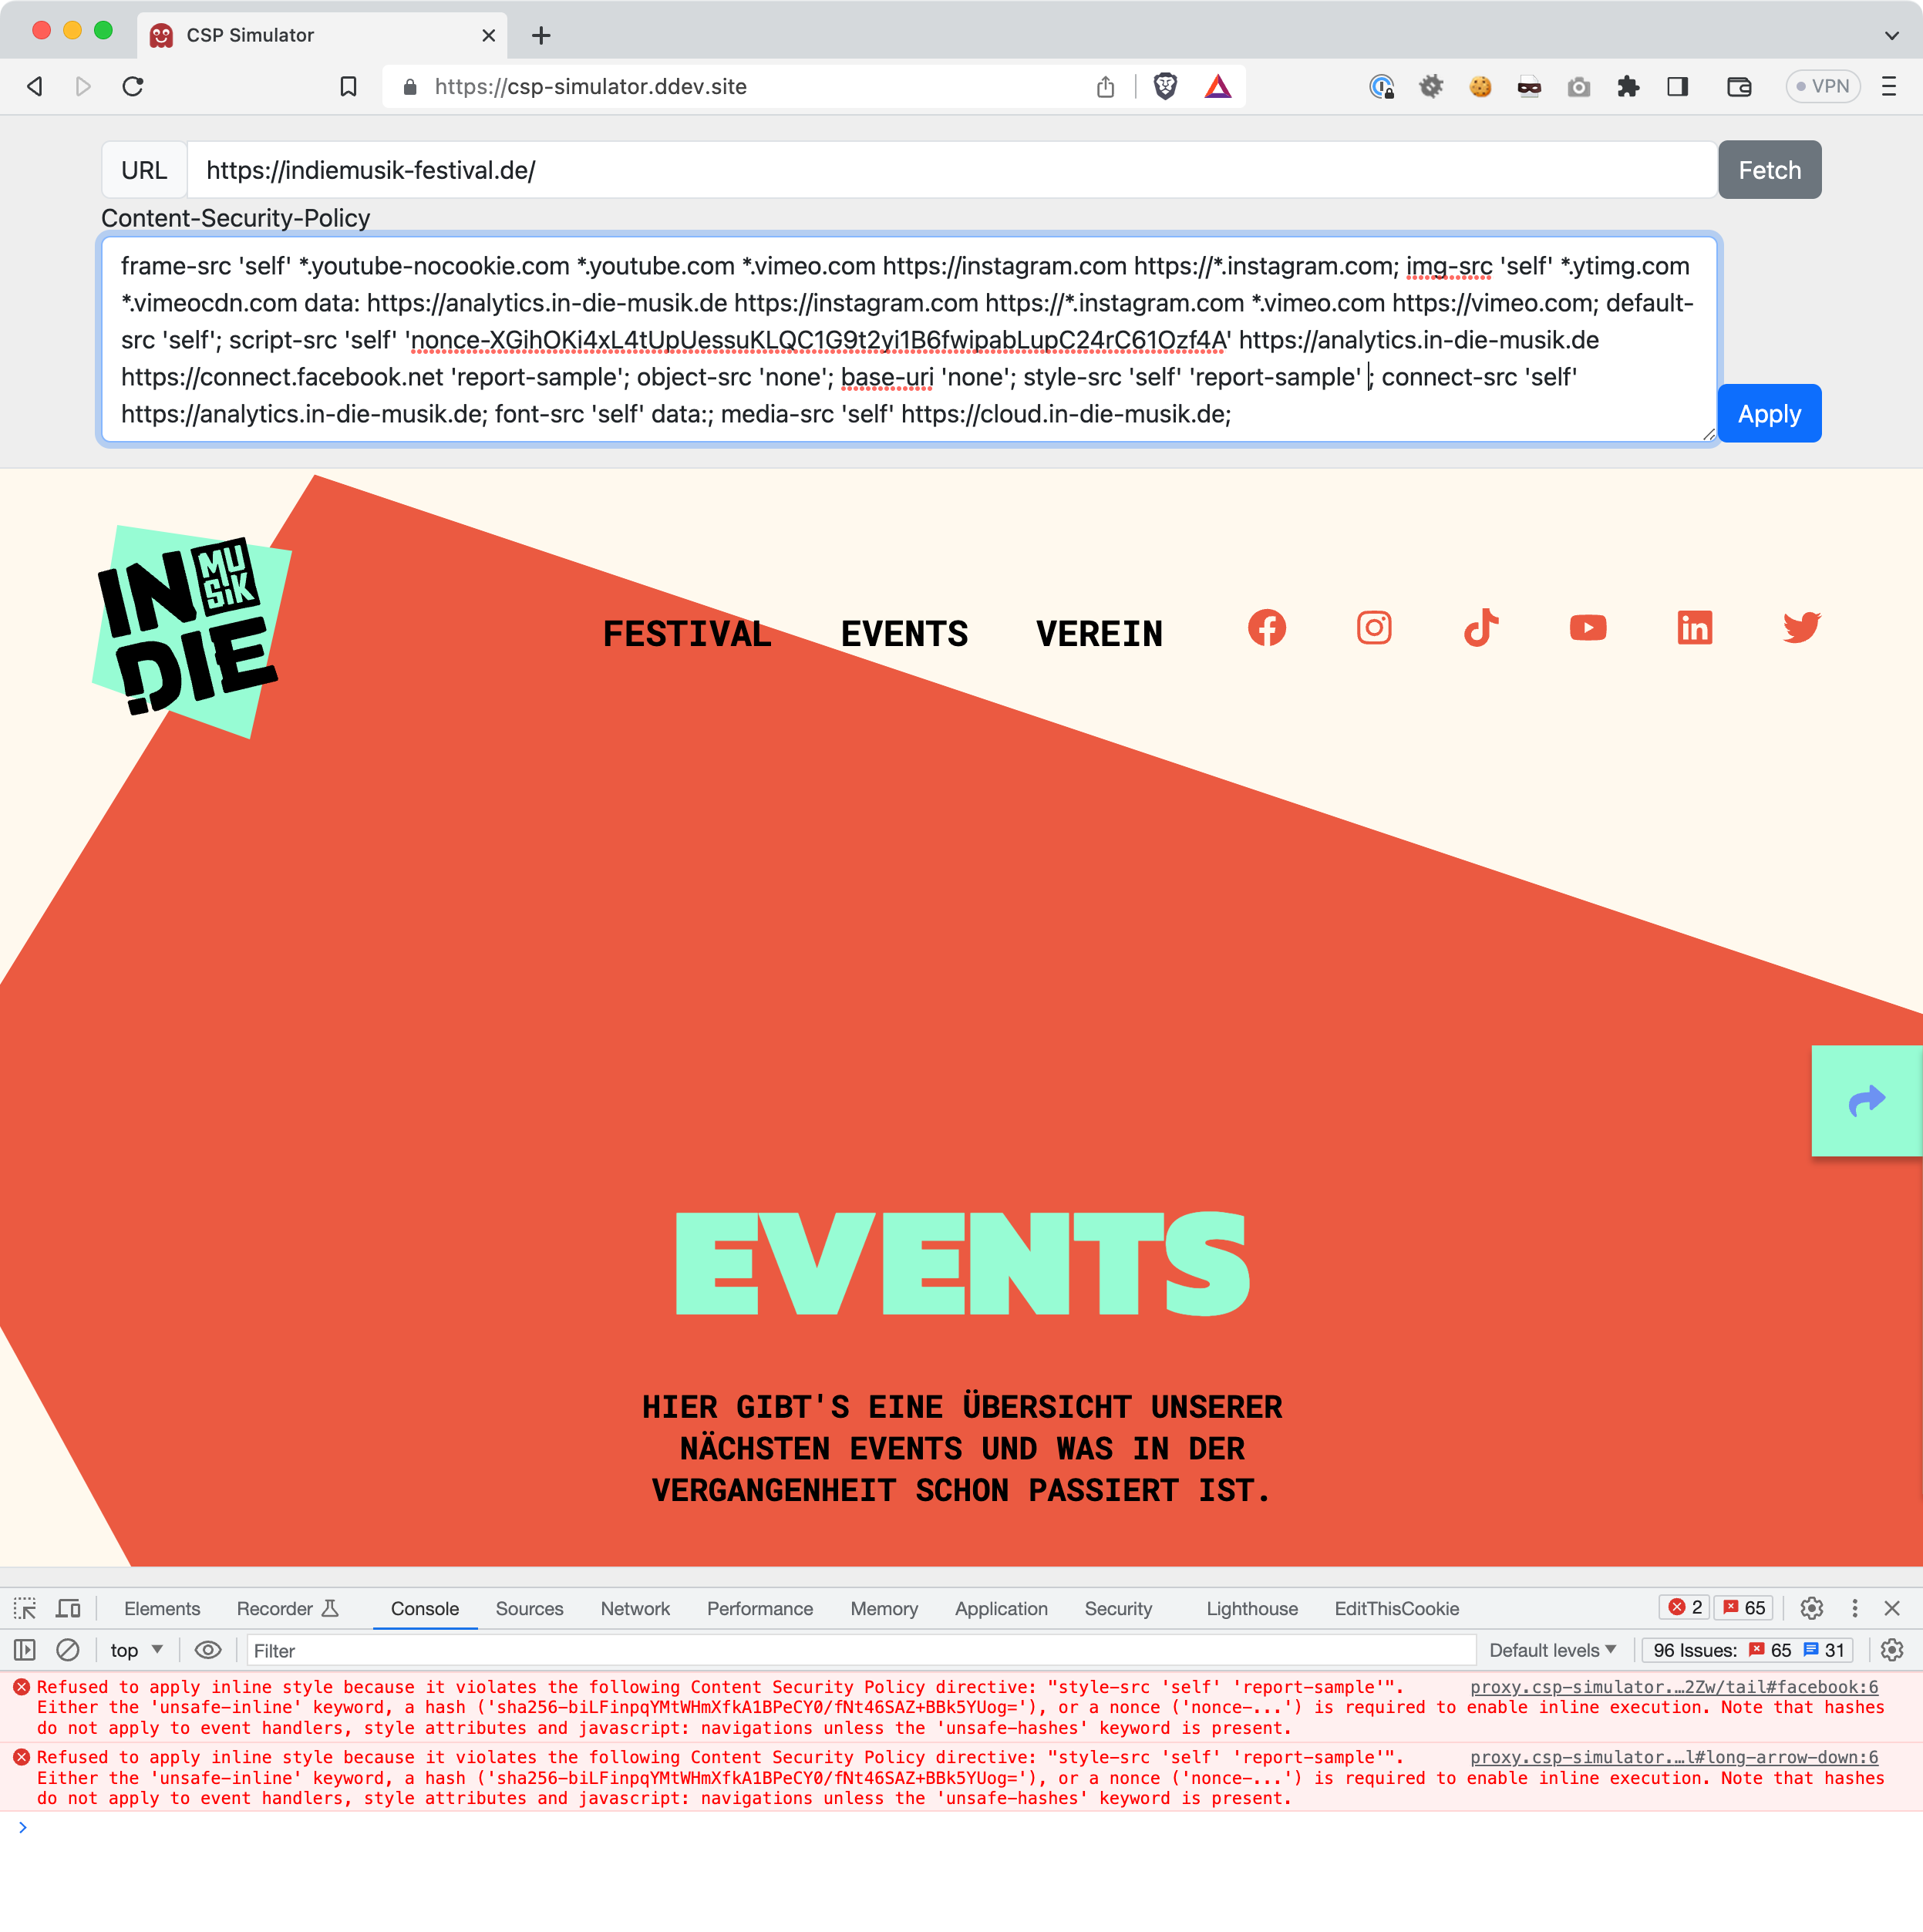 CSP Simulator
https://csp-simulator.ddev.site
VPN
URL
https://indiemusik-festival.de/
Fetch
Content-Security-Policy
frame-src 'self' *.youtube-nocookie.com *.youtube.com *.vimeo.com https://instagram.com https://*.instagram.com; img-src 'self' *.ytimg.com
*.vimeocdn.com data: https://analytics.in-die-musik.de https://instagram.com https://*.instagram.com *.vimeo.com https://vimeo.com; default-
src 'self'; script-src 'self' 'nonce-XGihOKi4xL4tUpUessuKLQC1G9t2yi1B6fwipabLupC24rC61Ozf4A' https://analytics.in-die-musik.de
https://connect.facebook.net 'report-sample'; object-src 'none'; base-uri 'none'; style-src 'self' 'report-sample' ; connect-src 'self'
https://analytics.in-die-musik.de; font-src 'self' data:; media-src 'self' https://cloud.in-die-musik.de;
Apply
IN MUSIK
DIE
FESTIVAL EVENTS VEREIN
EVENTS
HIER GIBT'S EINE ÜBERSICHT UNSERER
NÄCHSTEN EVENTS UND WAS IN DER
VERGANGENHEIT SCHON PASSIERT IST.
Elements Recorder Console Sources Network Performance Memory Application Security Lighthouse EditThisCookie 2 65
top Filter Default levels 96 Issues: 65 31
Refused to apply inline style because it violates the following Content Security Policy directive: "style-src 'self' 'report-sample'". proxy.csp-simulator.…2Zw/tail#facebook:6
Either the 'unsafe-inline' keyword, a hash ('sha256-biLFinpqYMtWHmXfkA1BPeCY0/fNt46SAZ+BBk5YUog='), or a nonce ('nonce-...') is required to enable inline execution. Note that hashes
do not apply to event handlers, style attributes and javascript: navigations unless the 'unsafe-hashes' keyword is present.
Refused to apply inline style because it violates the following Content Security Policy directive: "style-src 'self' 'report-sample'". proxy.csp-simulator.…l#long-arrow-down:6
Either the 'unsafe-inline' keyword, a hash ('sha256-biLFinpqYMtWHmXfkA1BPeCY0/fNt46SAZ+BBk5YUog='), or a nonce ('nonce-...') is required to enable inline execution. Note that hashes
do not apply to event handlers, style attributes and javascript: navigations unless the 'unsafe-hashes' keyword is present.